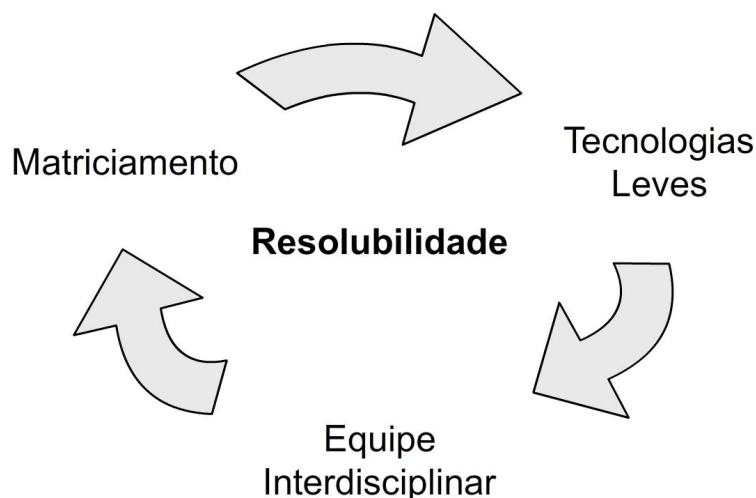 Matriciamento
Tecnologias
Leves
Resolubilidade
Equipe
Interdisciplinar